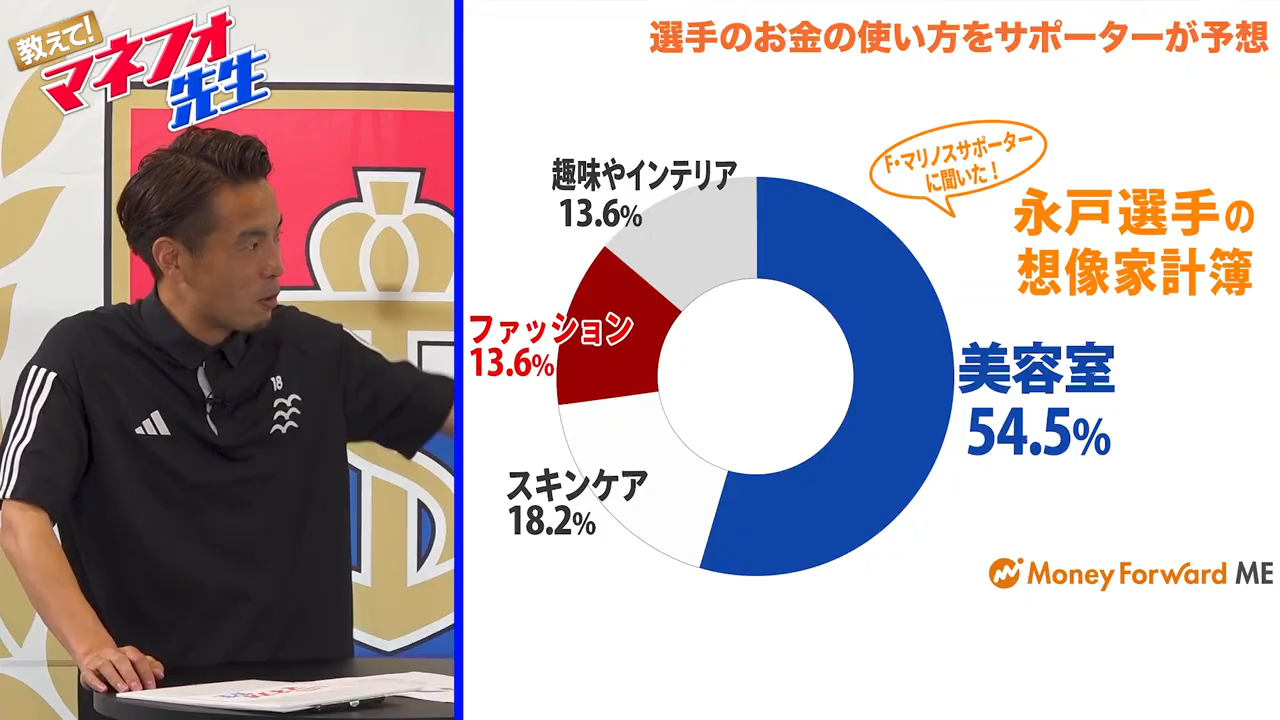 教えて!
マネフォ
先生
18
選手のお金の使い方をサポーターが予想
F・マリノスサポーター
に聞いた!
永戸選手の
想像家計簿
趣味やインテリア
13.6%
ファッション
13.6%
スキンケア
18.2%
美容室
54.5%
Money Forward ME